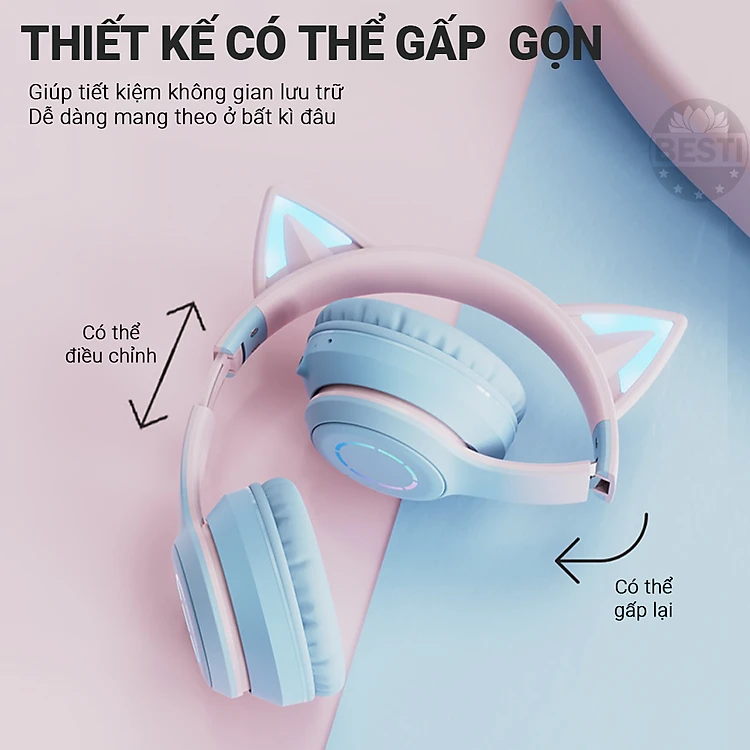 THIẾT KẾ CÓ THỂ GẤP GỌN
Giúp tiết kiệm không gian lưu trữ
Dễ dàng mang theo ở bất kì đâu
BESTI
Có thể
điều chỉnh
Có thể
gấp lại